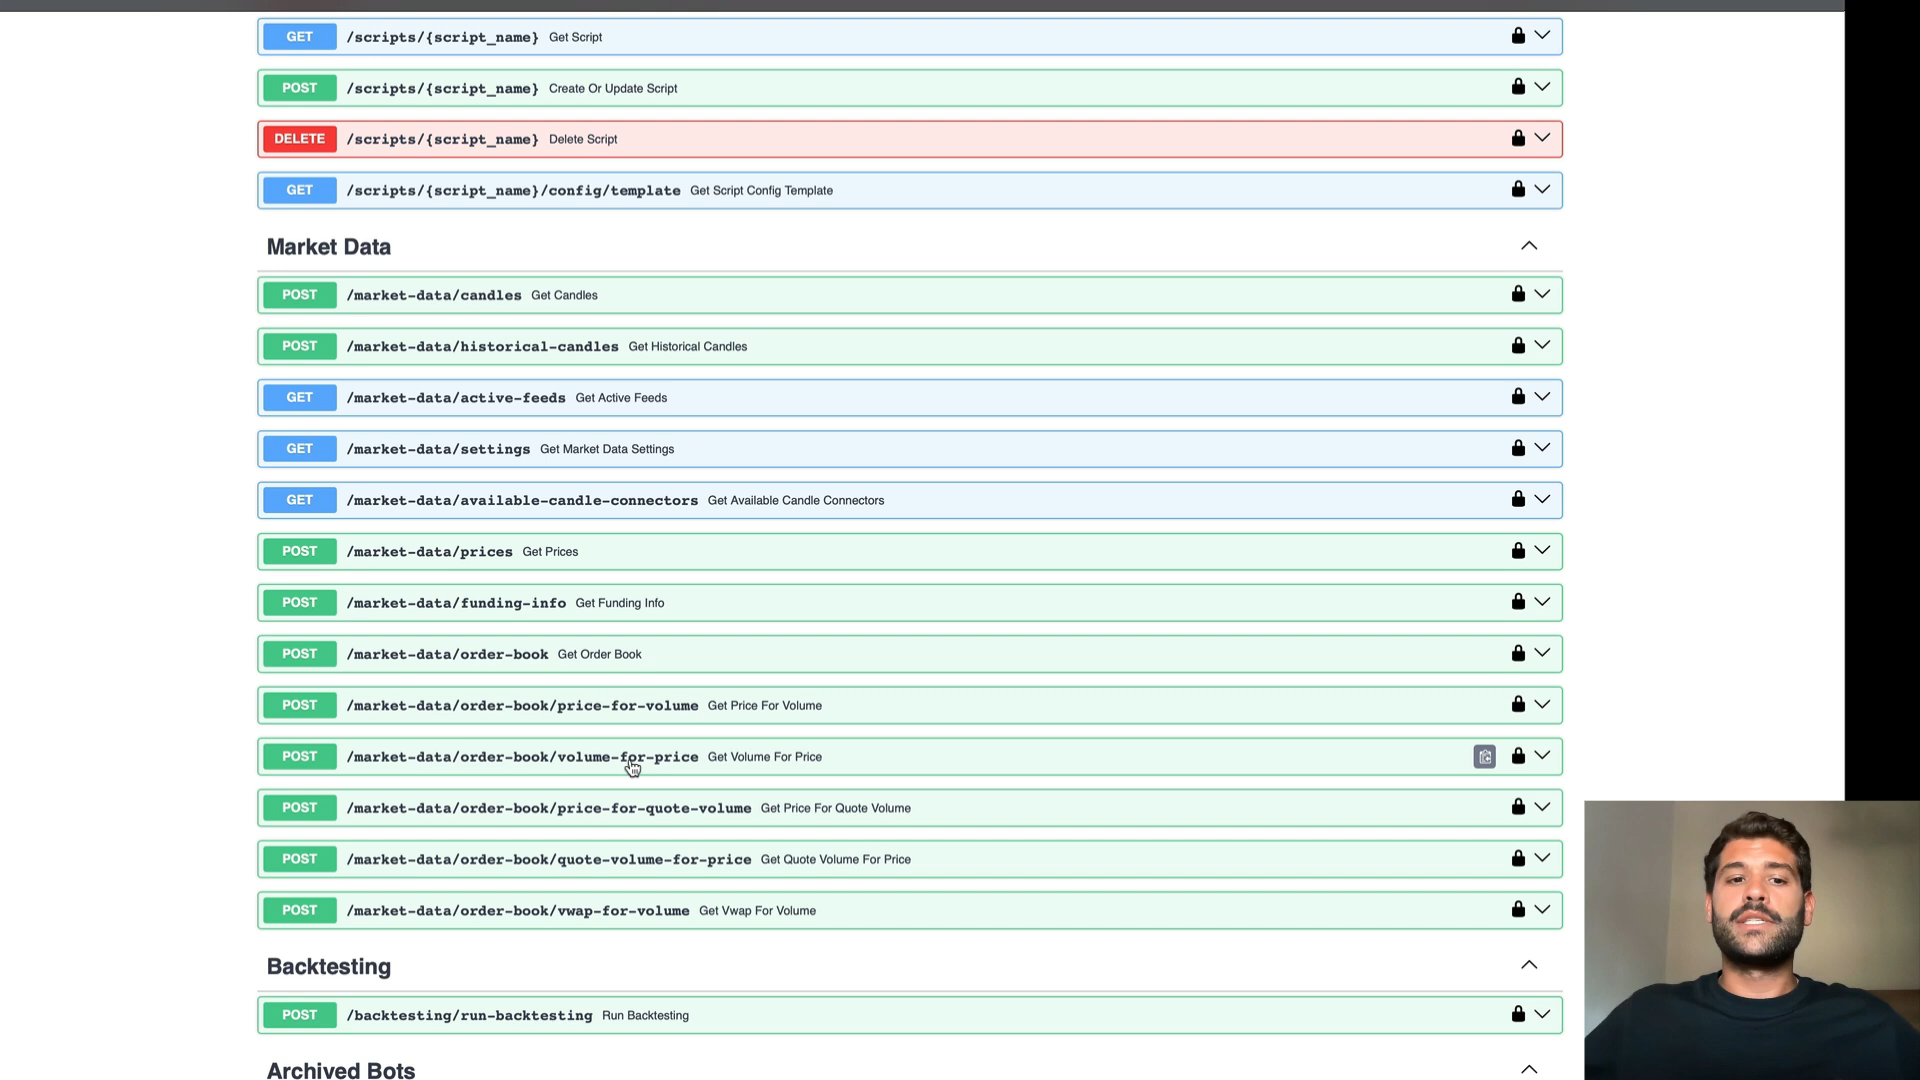 GET /scripts/{script_name} Get Script
POST /scripts/{script_name} Create Or Update Script
DELETE /scripts/{script_name} Delete Script
GET /scripts/{script_name}/config/template Get Script Config Template
Market Data
POST /market-data/candles Get Candles
POST /market-data/historical-candles Get Historical Candles
GET /market-data/active-feeds Get Active Feeds
GET /market-data/settings Get Market Data Settings
GET /market-data/available-candle-connectors Get Available Candle Connectors
POST /market-data/prices Get Prices
POST /market-data/funding-info Get Funding Info
POST /market-data/order-book Get Order Book
POST /market-data/order-book/price-for-volume Get Price For Volume
POST /market-data/order-book/volume-for-price Get Volume For Price
POST /market-data/order-book/price-for-quote-volume Get Price For Quote Volume
POST /market-data/order-book/quote-volume-for-price Get Quote Volume For Price
POST /market-data/order-book/vwap-for-volume Get Vwap For Volume
Backtesting
POST /backtesting/run-backtesting Run Backtesting
Archived Bots